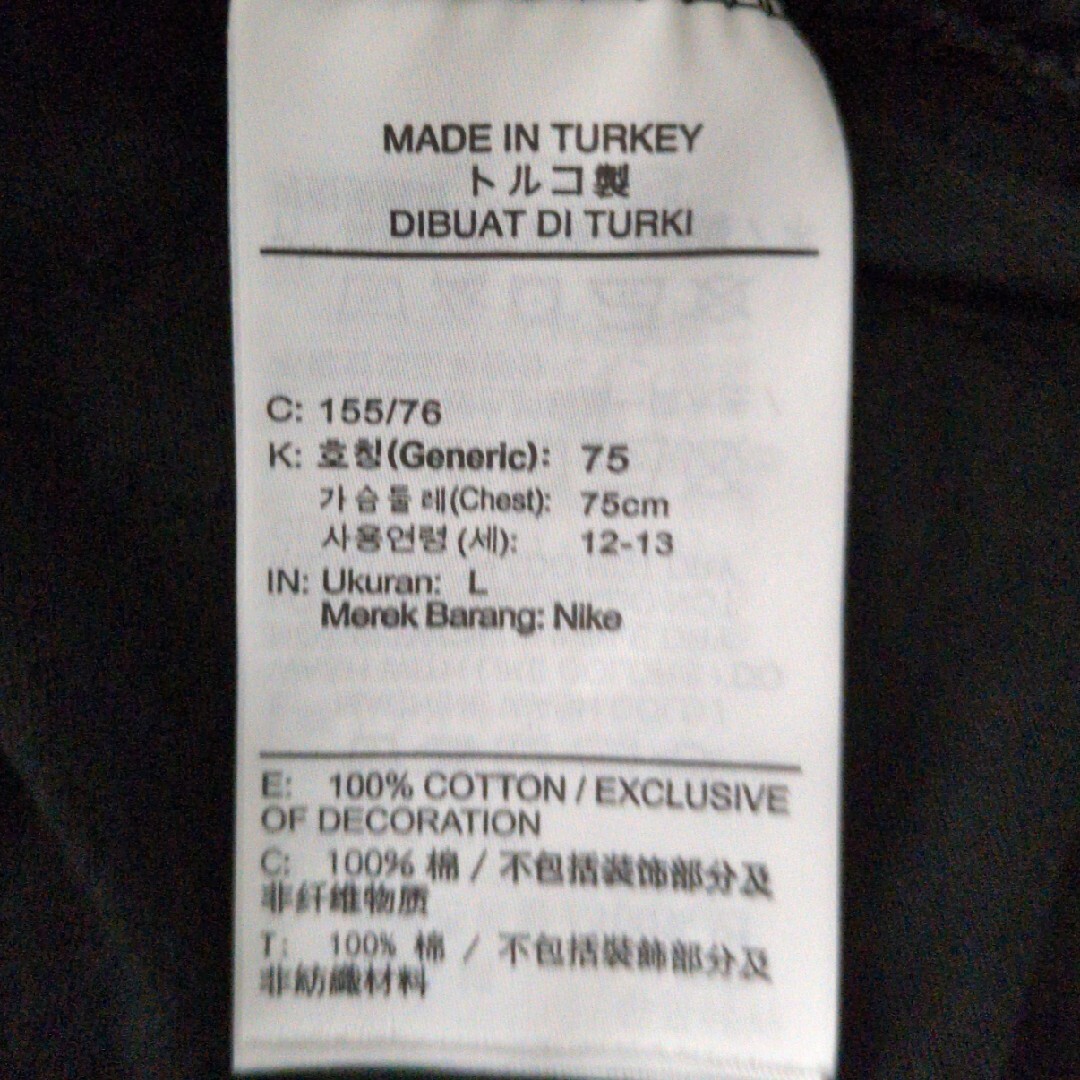 MADE IN TURKEY
トルコ製
DIBUAT DI TURKI
C: 155/76
K: 호칭(Generic): 75
가슴둘레(Chest): 75cm
사용연령 (세): 12-13
IN: Ukuran: L
Merek Barang: Nike
E: 100% COTTON / EXCLUSIVE
OF DECORATION
C: 100% 棉 / 不包括装饰部分及
非纤维物质
T: 100% 棉 / 不包括裝飾部分及
非紡織材料